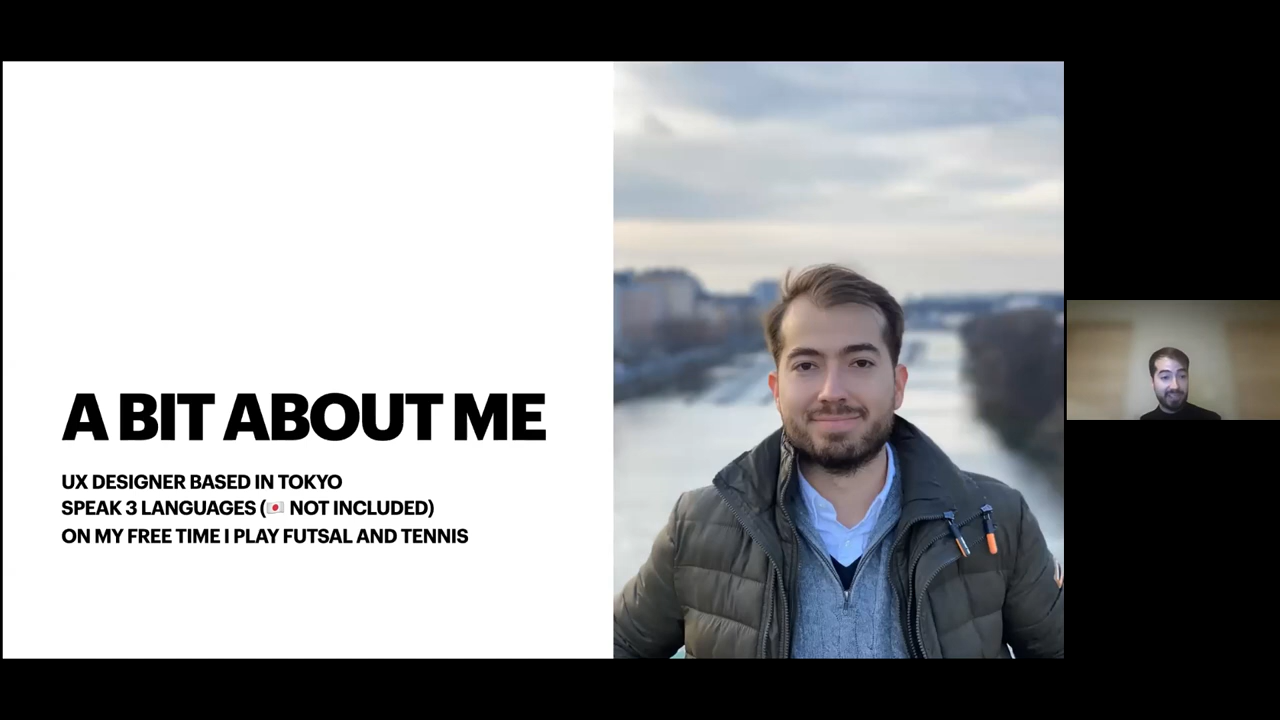 A BIT ABOUT ME
UX DESIGNER BASED IN TOKYO
SPEAK 3 LANGUAGES (🇯🇵 NOT INCLUDED)
ON MY FREE TIME I PLAY FUTSAL AND TENNIS